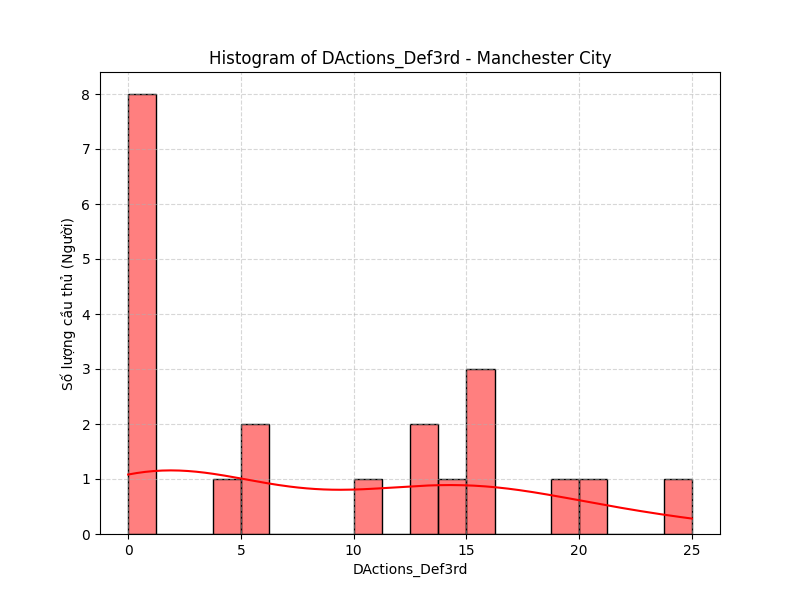 Histogram of DActions_Def3rd - Manchester City
Số lượng cầu thủ (Người)
8
7
6
5
4
3
2
1
0
0 5 10 15 20 25
DActions_Def3rd